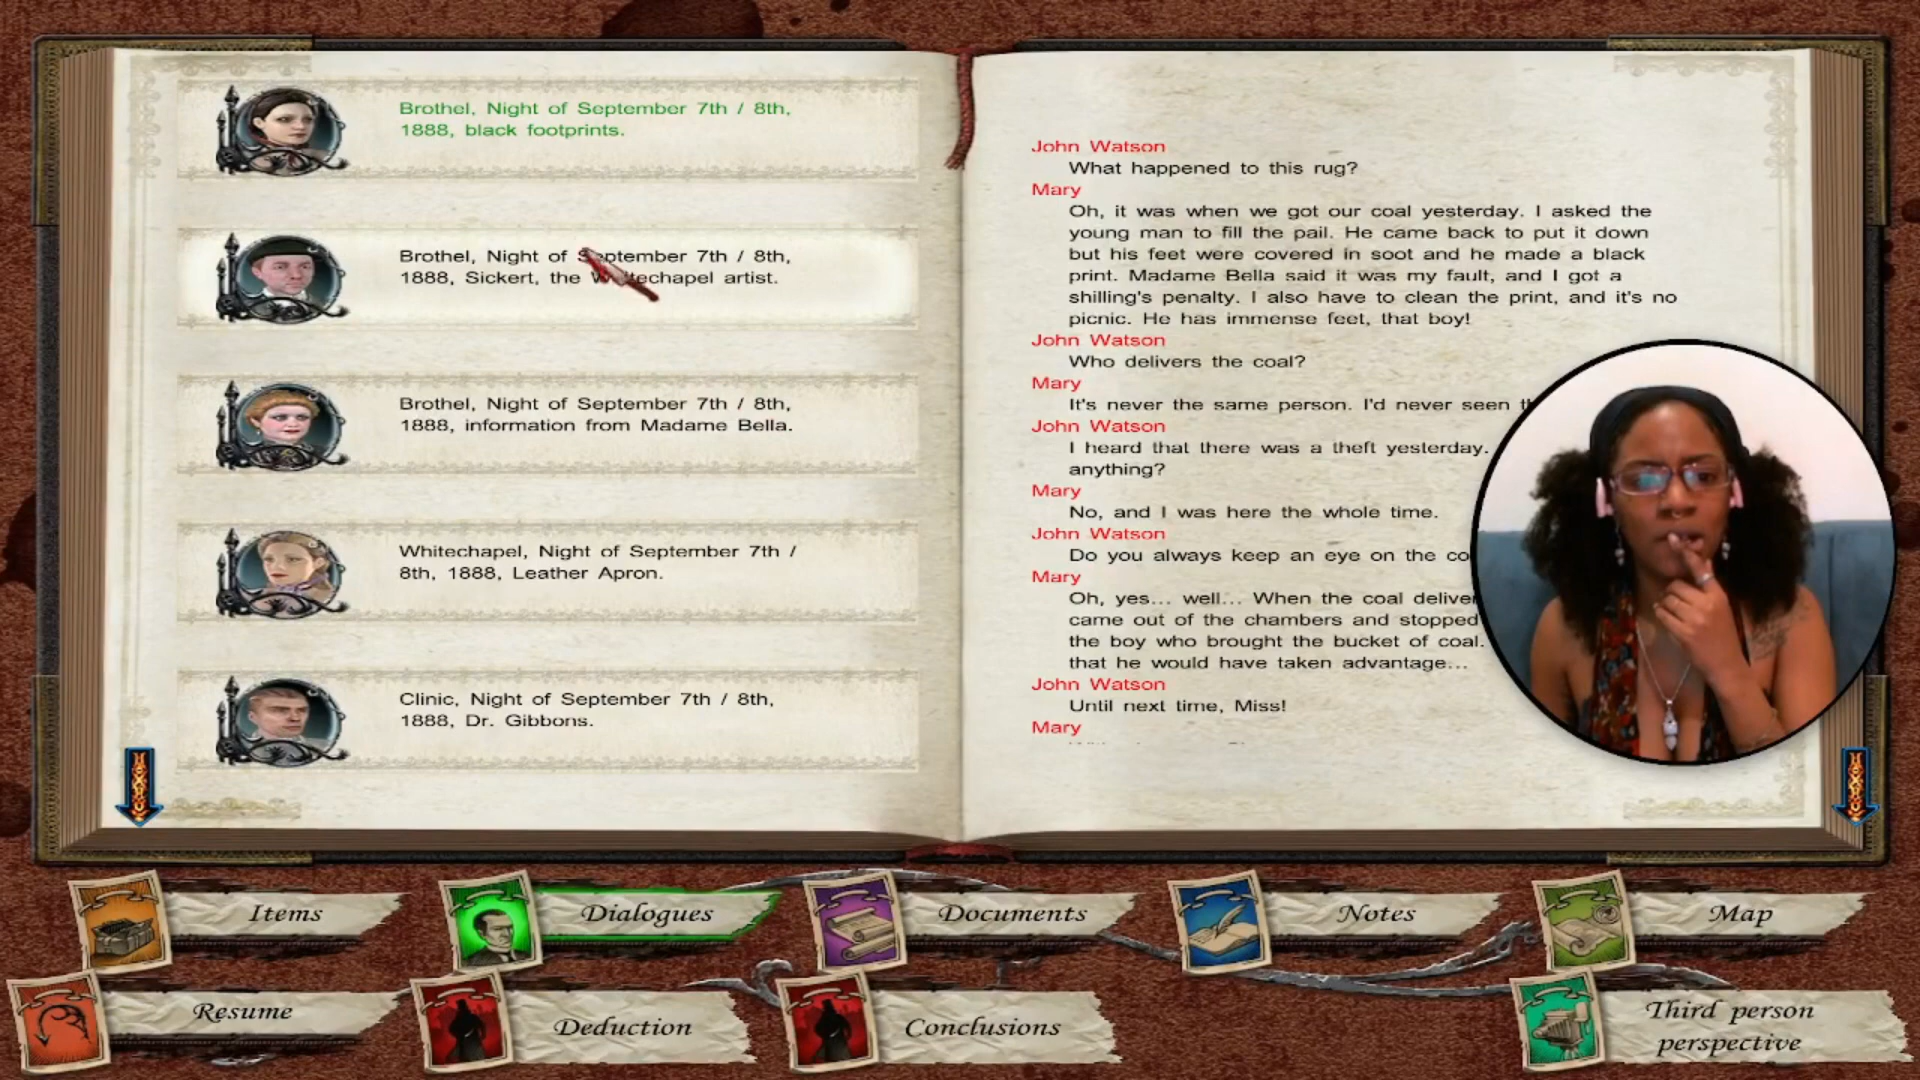 Brothel, Night of September 7th / 8th,
1888, black footprints.
Brothel, Night of September 7th / 8th,
1888, Sickert, the Whitechapel artist.
Brothel, Night of September 7th / 8th,
1888, information from Madame Bella.
Whitechapel, Night of September 7th /
8th, 1888, Leather Apron.
Clinic, Night of September 7th / 8th,
1888, Dr. Gibbons.
John Watson
What happened to this rug?
Mary
Oh, it was when we got our coal yesterday. I asked the
young man to fill the pail. He came back to put it down
but his feet were covered in soot and he made a black
print. Madame Bella said it was my fault, and I got a
shilling's penalty. I also have to clean the print, and it's no
picnic. He has immense feet, that boy!
John Watson
Who delivers the coal?
Mary
It's never the same person. I'd never seen
John Watson
I heard that there was a theft yesterday.
anything?
Mary
No, and I was here the whole time.
John Watson
Do you always keep an eye on the
Mary
Oh, yes... well... When the coal
came out of the chambers and stopped
the boy who brought the bucket of coal.
that he would have taken advantage...
John Watson
Until next time, Miss!
Mary
Items
Dialogues
Documents
Notes
Map
Resume
Deduction
Conclusions
Third person
perspective